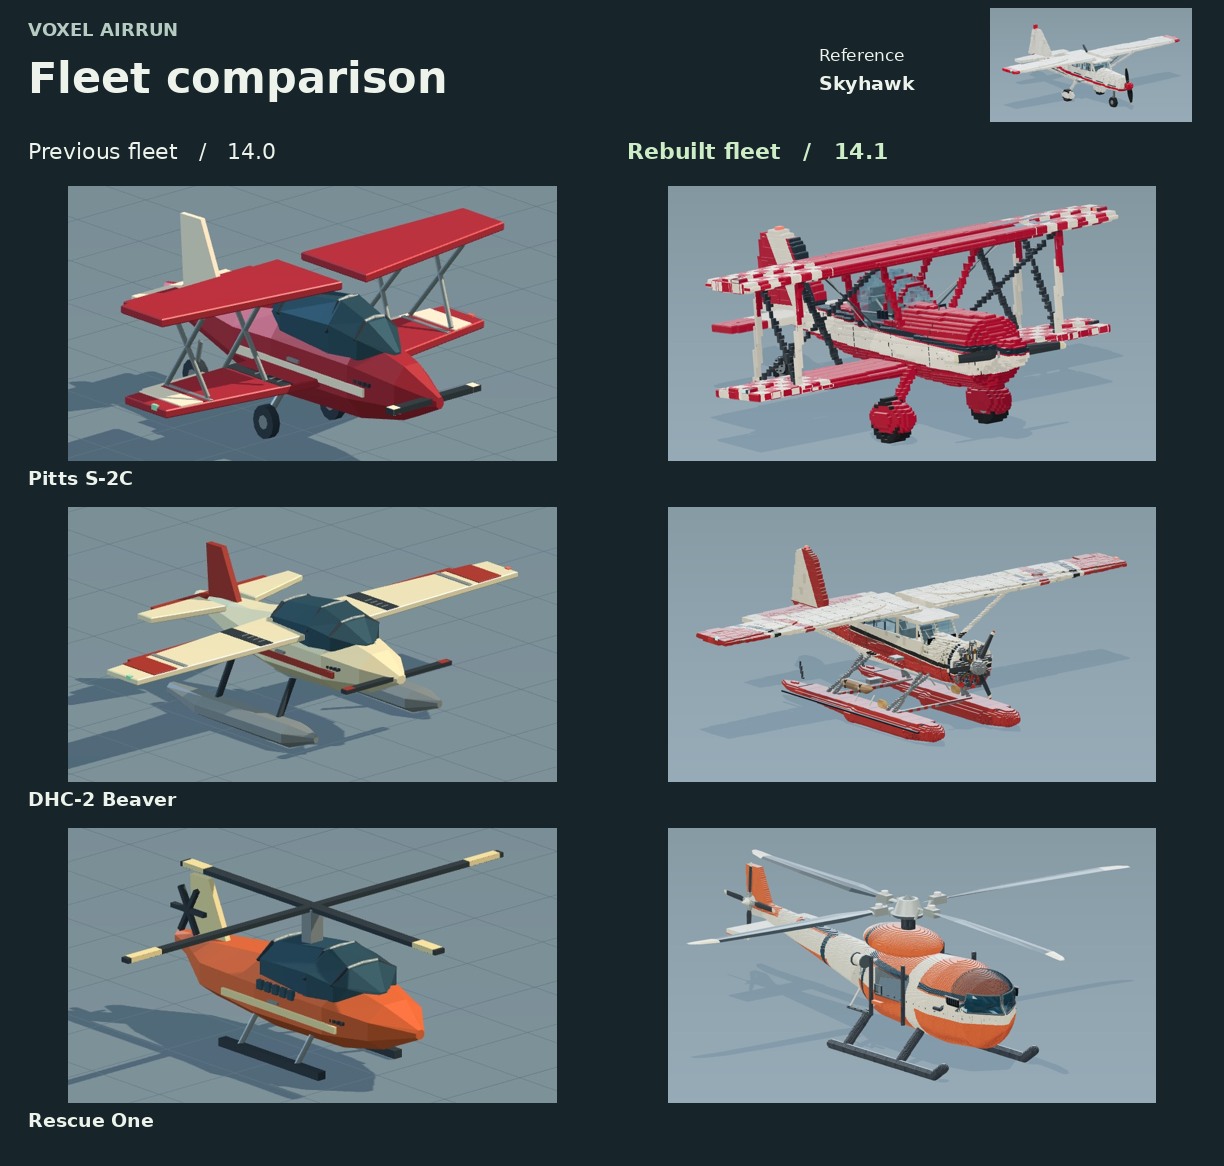 VOXEL AIRRUN
Fleet comparison
Reference
Skyhawk
Previous fleet / 14.0
Rebuilt fleet / 14.1
Pitts S-2C
DHC-2 Beaver
Rescue One